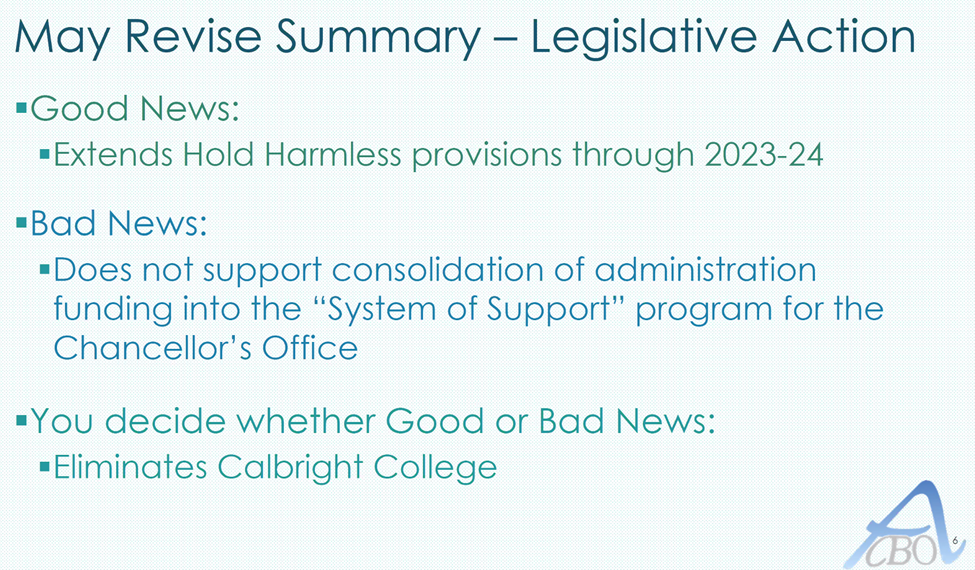 May Revise Summary – Legislative Action
▪Good News:
▪Extends Hold Harmless provisions through 2023-24
▪Bad News:
▪Does not support consolidation of administration
funding into the “System of Support” program for the
Chancellor’s Office
▪You decide whether Good or Bad News:
▪Eliminates Calbright College
ACBO
6